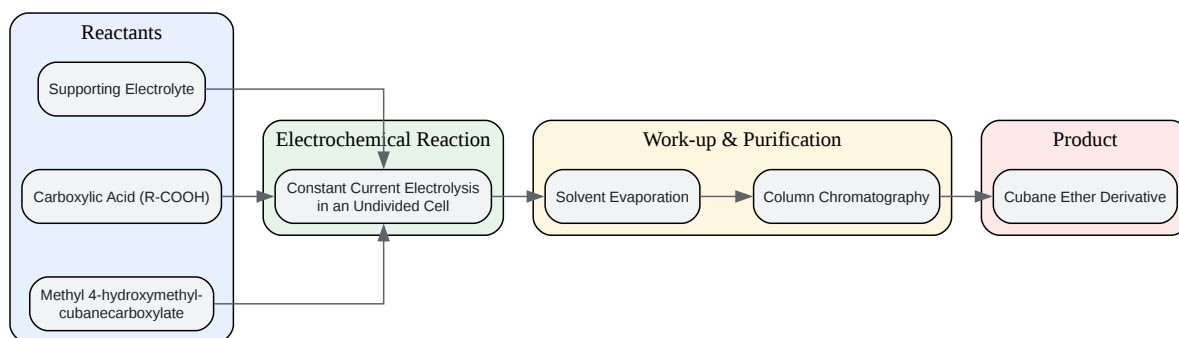 Reactants
Supporting Electrolyte
Carboxylic Acid (R-COOH)
Methyl 4-hydroxymethyl-
cubanecarboxylate
Electrochemical Reaction
Constant Current Electrolysis
in an Undivided Cell
Work-up & Purification
Solvent Evaporation
Column Chromatography
Product
Cubane Ether Derivative